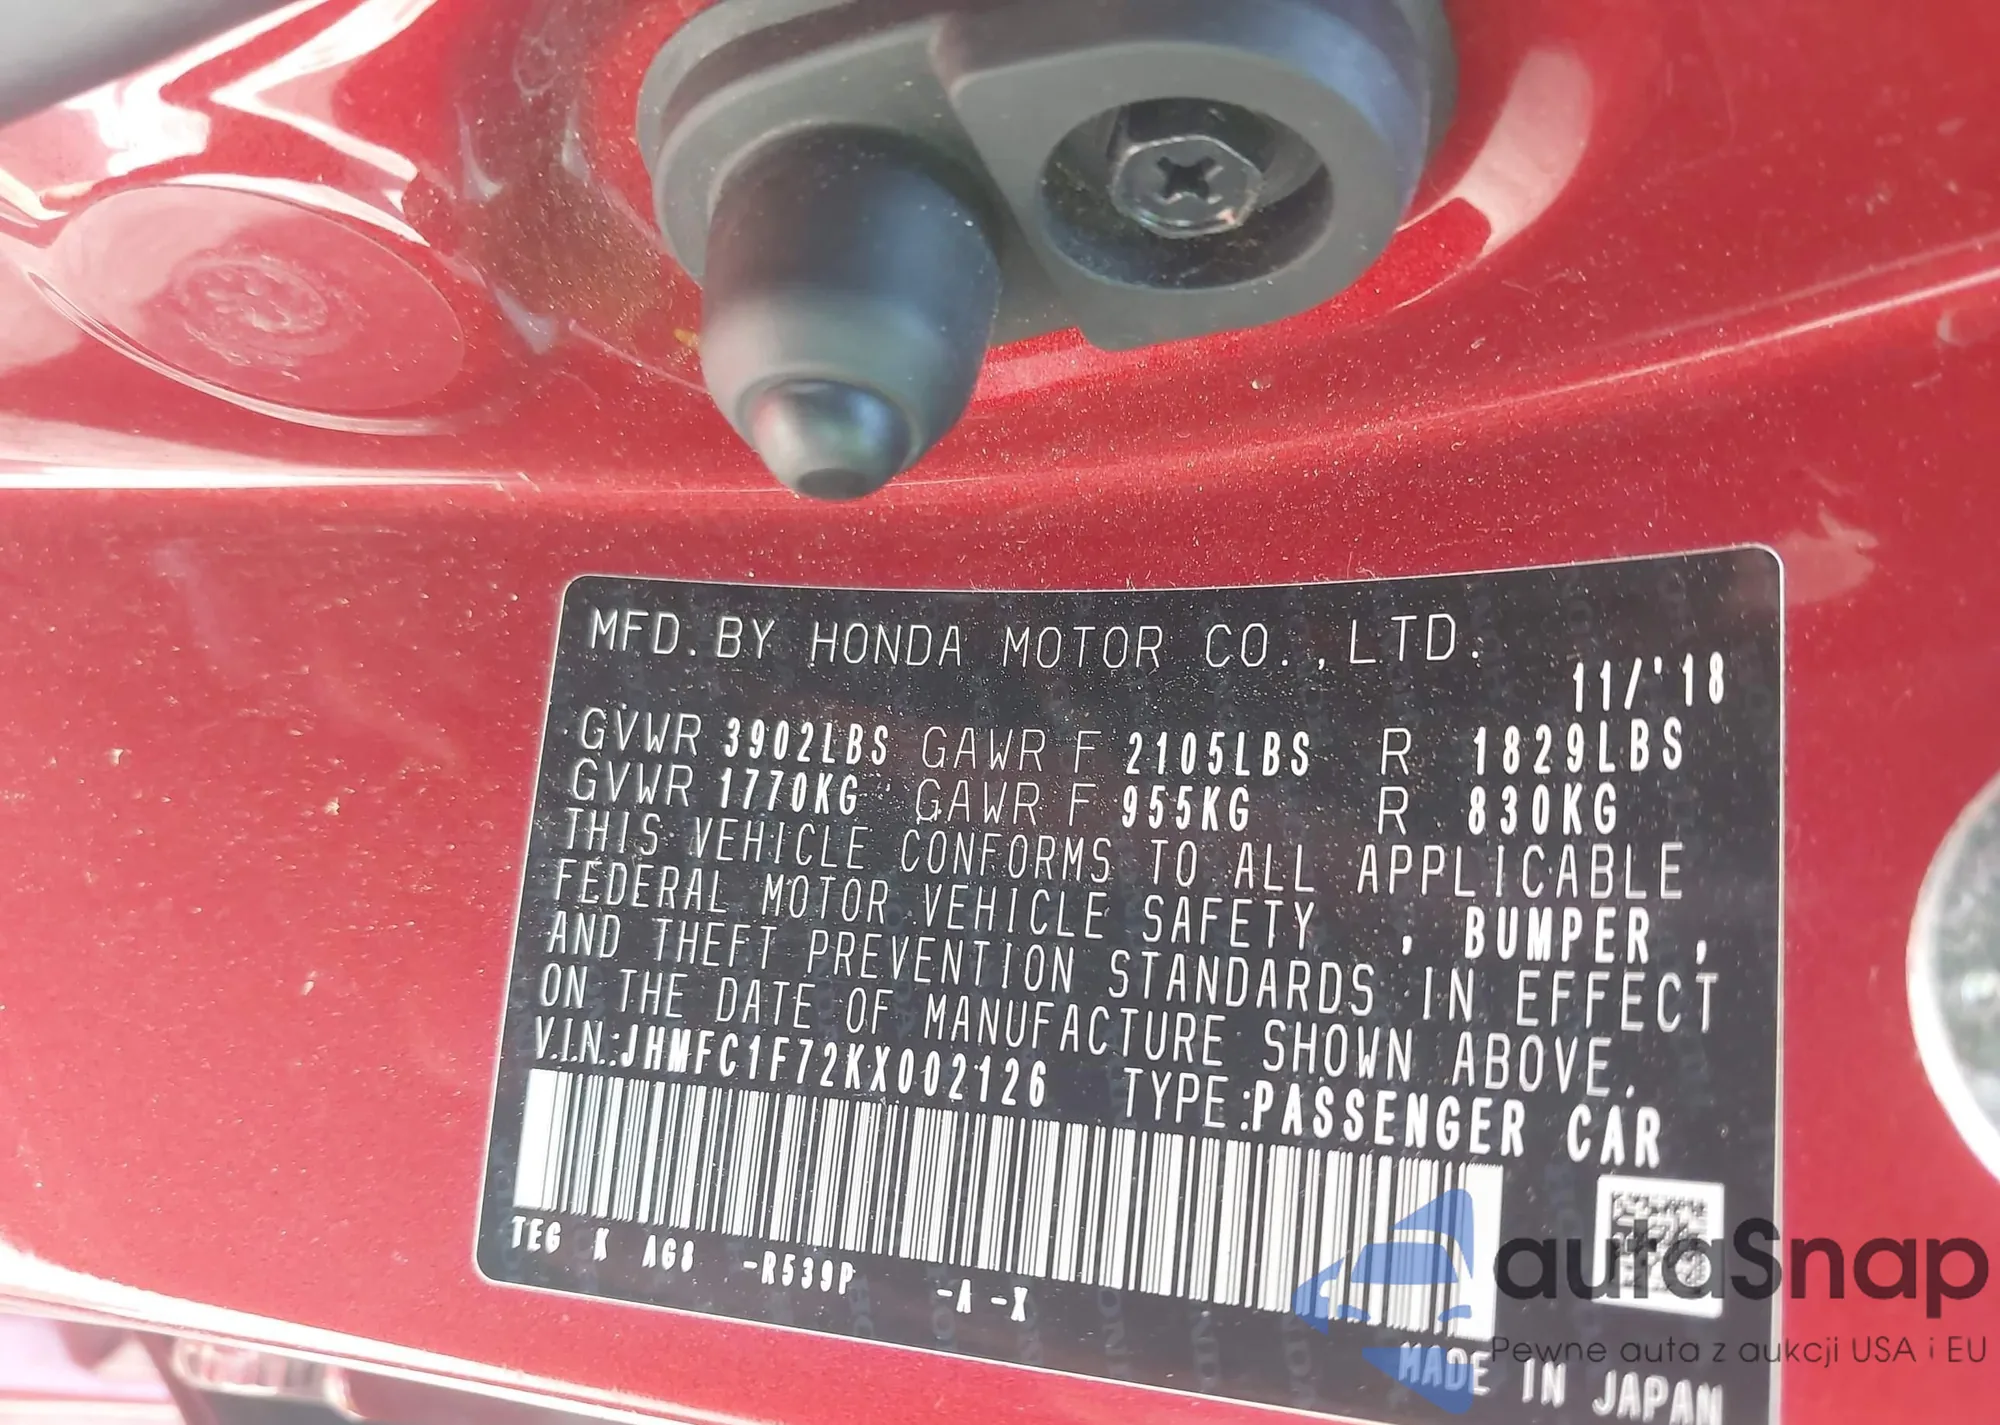 MFD. BY HONDA MOTOR CO., LTD.
11/'18
GVWR 3902LBS GAWR F 2105LBS R 1829LBS
GVWR 1770KG GAWR F 955KG R 830KG
THIS VEHICLE CONFORMS TO ALL APPLICABLE
FEDERAL MOTOR VEHICLE SAFETY , BUMPER ,
AND THEFT PREVENTION STANDARDS IN EFFECT
ON THE DATE OF MANUFACTURE SHOWN ABOVE.
V.I.N.:JHMFC1F72KX002126 TYPE:PASSENGER CAR
TEG K AG8 -R539P -A -X
MADE IN JAPAN
autaSnap
Pewne auta z aukcji USA i EU